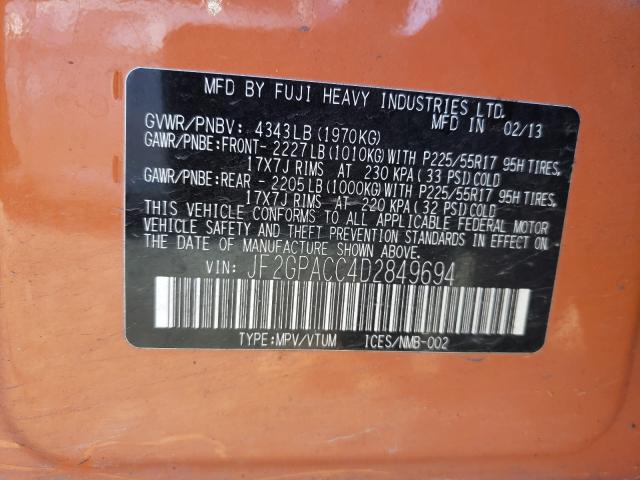 MFD BY FUJI HEAVY INDUSTRIES LTD.
MFD IN 02/13
GVWR/PNBV: 4343LB(1970KG)
GAWR/PNBE:FRONT- 2227LB(1010KG)WITH P225/55R17 95H TIRES,
17X7J RIMS AT 230 KPA(33 PSI)COLD
GAWR/PNBE:REAR - 2205LB(1000KG)WITH P225/55R17 95H TIRES,
17X7J RIMS AT 220 KPA(32 PSI)COLD
THIS VEHICLE CONFORMS TO ALL APPLICABLE FEDERAL MOTOR
VEHICLE SAFETY AND THEFT PREVENTION STANDARDS IN EFFECT
ON THE DATE OF MANUFACTURE SHOWN ABOVE.
VIN: JF2GPACC4D2849694
TYPE:MPV/VTUM ICES/NMB-002